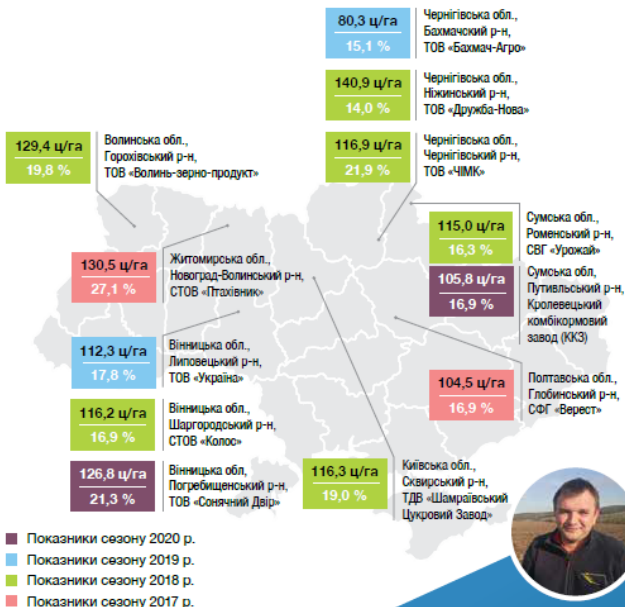 80,3 ц/га
15,1 %
Чернігівська обл.,
Бахмачский р-н,
ТОВ «Бахмач-Агро»
140,9 ц/га
14,0 %
Чернігівська обл.,
Ніжинський р-н,
ТОВ «Дружба-Нова»
129,4 ц/га
19,8 %
Волинська обл.,
Горохівський р-н,
ТОВ «Волинь-зерно-продукт»
116,9 ц/га
21,9 %
Чернігівська обл.,
Чернігівський р-н,
ТОВ «ЧІМК»
115,0 ц/га
16,3 %
Сумська обл.,
Роменський р-н,
СВГ «Урожай»
130,5 ц/га
27,1 %
Житомирська обл.,
Новоград-Волинський р-н,
СТОВ «Птахівник»
105,8 ц/га
16,9 %
Сумська обл,
Путивльський р-н,
Кролевецький
комбікормовий
завод (ККЗ)
112,3 ц/га
17,8 %
Вінницька обл.,
Липовецький р-н,
ТОВ «Україна»
104,5 ц/га
16,9 %
Полтавська обл.,
Глобинський р-н,
СФГ «Верест»
116,2 ц/га
16,9 %
Вінницька обл.,
Шаргородський р-н,
СТОВ «Колос»
126,8 ц/га
21,3 %
Вінницька обл,
Погребищенський р-н,
ТОВ «Сонячний Двір»
116,3 ц/га
19,0 %
Київська обл.,
Сквирський р-н,
ТДВ «Шамраївський
Цукровий Завод»
Показники сезону 2020 р.
Показники сезону 2019 р.
Показники сезону 2018 р.
Показники сезону 2017 р.